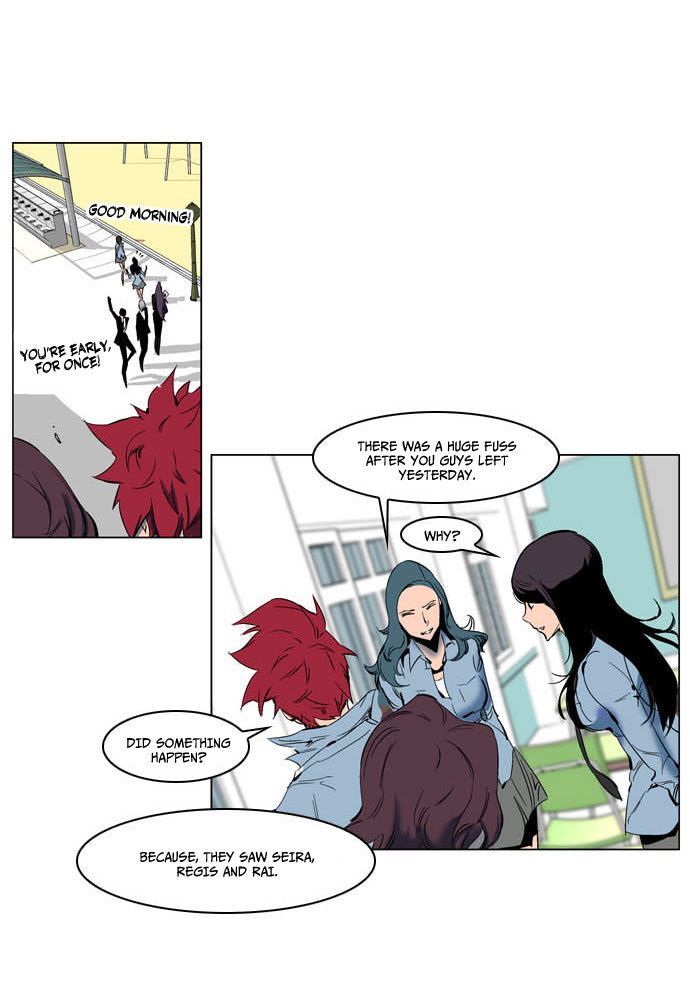 GOOD MORNING!
YOU'RE EARLY,
FOR ONCE!
THERE WAS A HUGE FUSS
AFTER YOU GUYS LEFT
YESTERDAY.
WHY?
DID SOMETHING
HAPPEN?
BECAUSE, THEY SAW SEIRA,
REGIS AND RAI.